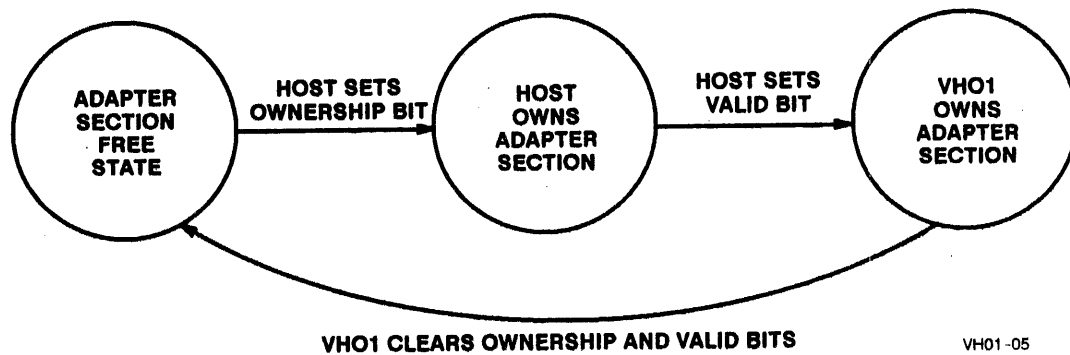 ADAPTER
SECTION
FREE
STATE
HOST SETS
OWNERSHIP BIT
HOST
OWNS
ADAPTER
SECTION
HOST SETS
VALID BIT
VHO1
OWNS
ADAPTER
SECTION
VHO1 CLEARS OWNERSHIP AND VALID BITS
VH01-05